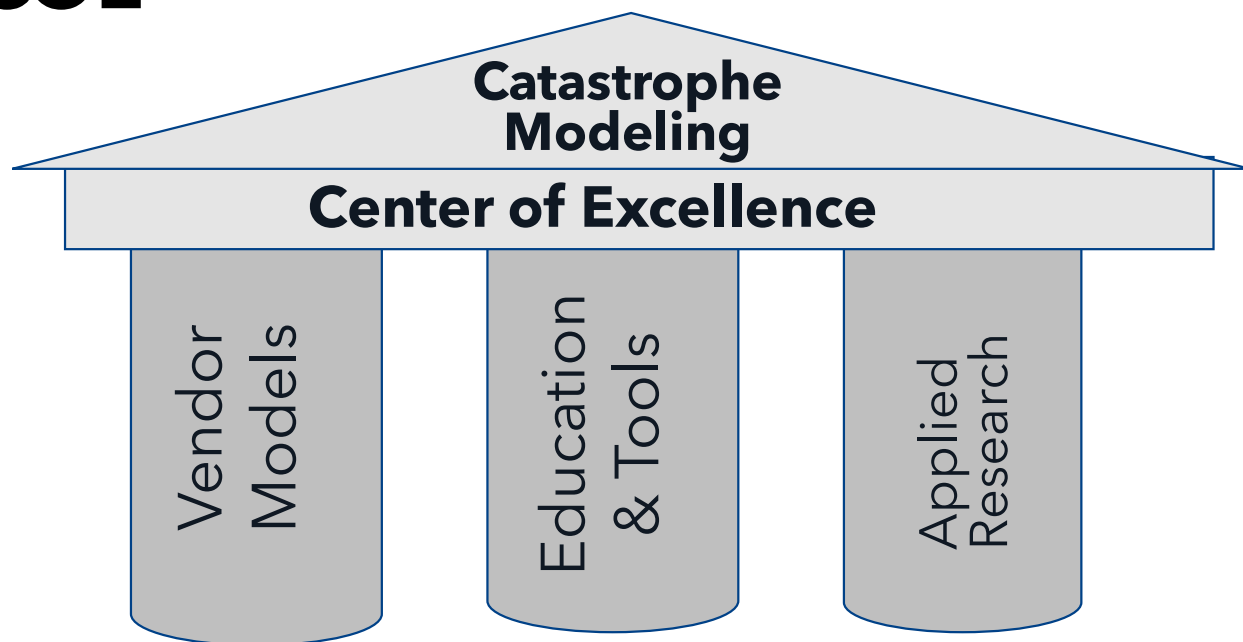 Catastrophe
Modeling
Center of Excellence
Vendor
Models
Education
& Tools
Applied
Research